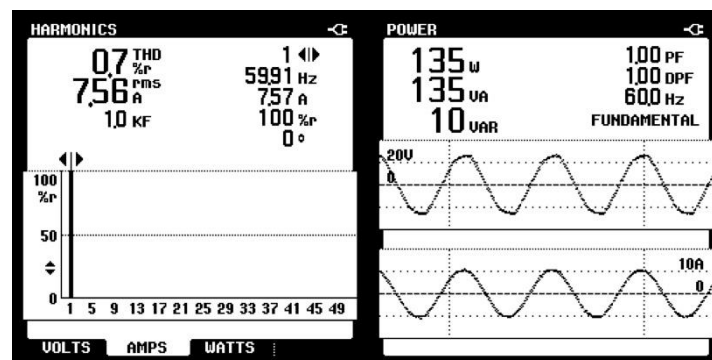 HARMONICS
0.7 THD %r
7.56 rms A
1.0 KF
1
59.91 Hz
7.57 A
100 %r
0 °
100
%r
50
0
1 5 9 13 17 21 25 29 33 37 41 45 49
VOLTS AMPS WATTS
POWER
135 W
135 VA
10 VAR
1.00 PF
1.00 DPF
60.0 Hz
FUNDAMENTAL
20V
0
10A
0